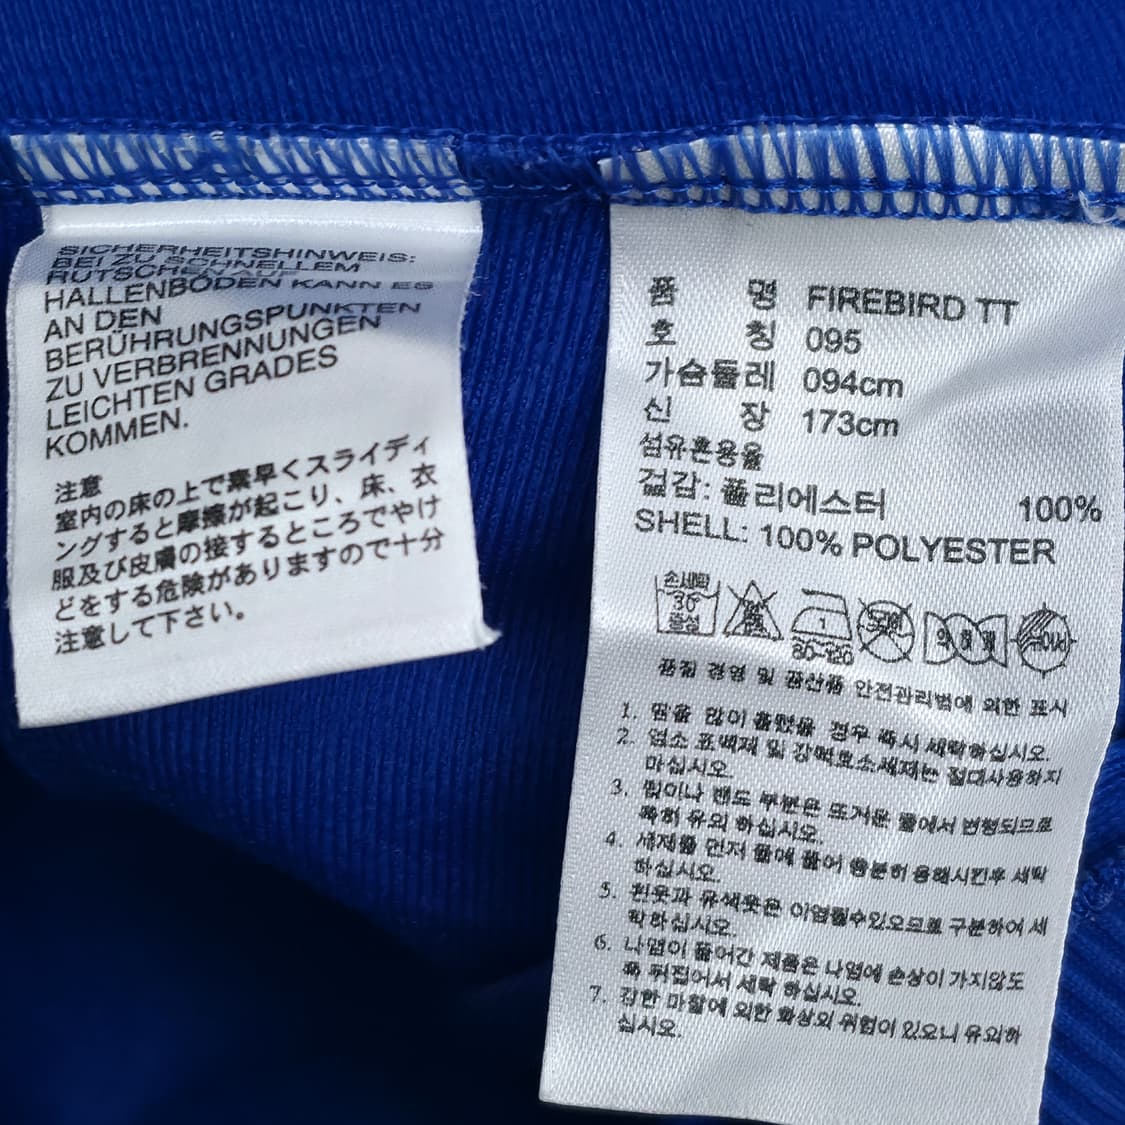 SICHERHEITSHINWEIS:
BEI ZU SCHNELLEM
RUTSCHEN AUF
HALLENBÖDEN KANN ES
AN DEN
BERÜHRUNGSPUNKTEN
ZU VERBRENNUNGEN
LEICHTEN GRADES
KOMMEN.
注意
室内の床の上で素早くスライディ
ングすると摩擦が起こり、床、衣
服及び皮膚の接するところでやけ
どをする危険がありますので十分
注意して下さい。
품 명 FIREBIRD TT
호 칭 095
가슴둘레 094cm
신 장 173cm
섬유혼용율
겉감: 폴리에스터 100%
SHELL: 100% POLYESTER
손세탁
30°
중성
1
80-120
품질 경영 및 공산품 안전관리법에 의한 표시
1. 땀을 많이 흘렸을 경우 즉시 세탁하십시오.
2. 염소 표백제 및 강력효소세제는 절대사용하지
마십시오.
3. 립이나 밴드 부분은 뜨거운 물에서 변형되므로
특히 유의 하십시오.
4. 세제를 먼저 물에 풀어 충분히 용해시킨후 세탁
하십시오.
5. 흰옷과 유색옷은 이염될수있으므로 구분하여 세
탁하십시오.
6. 나염이 들어간 제품은 나염에 손상이 가지않도
록 뒤집어서 세탁 하십시오.
7. 강한 마찰에 의한 화상의 위험이 있으니 유의하
십시오.